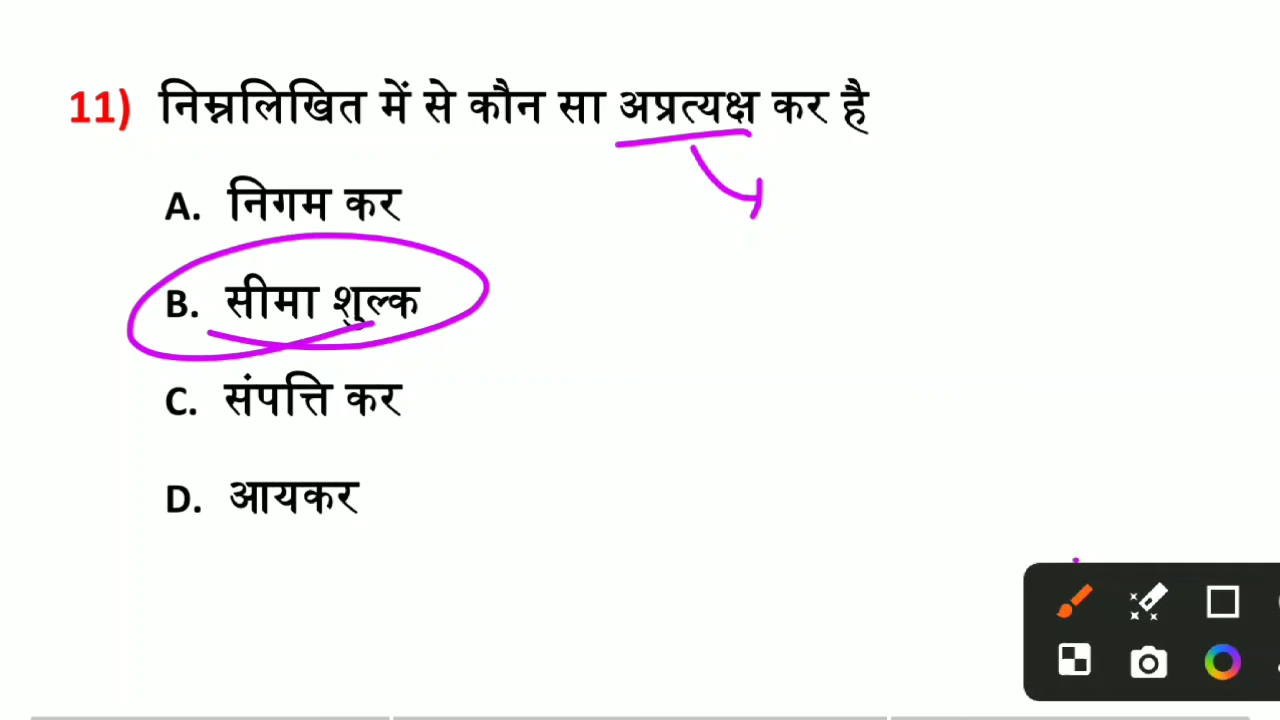 11) निम्नलिखित में से कौन सा अप्रत्यक्ष कर है
A. निगम कर
B. सीमा शुल्क
C. संपत्ति कर
D. आयकर